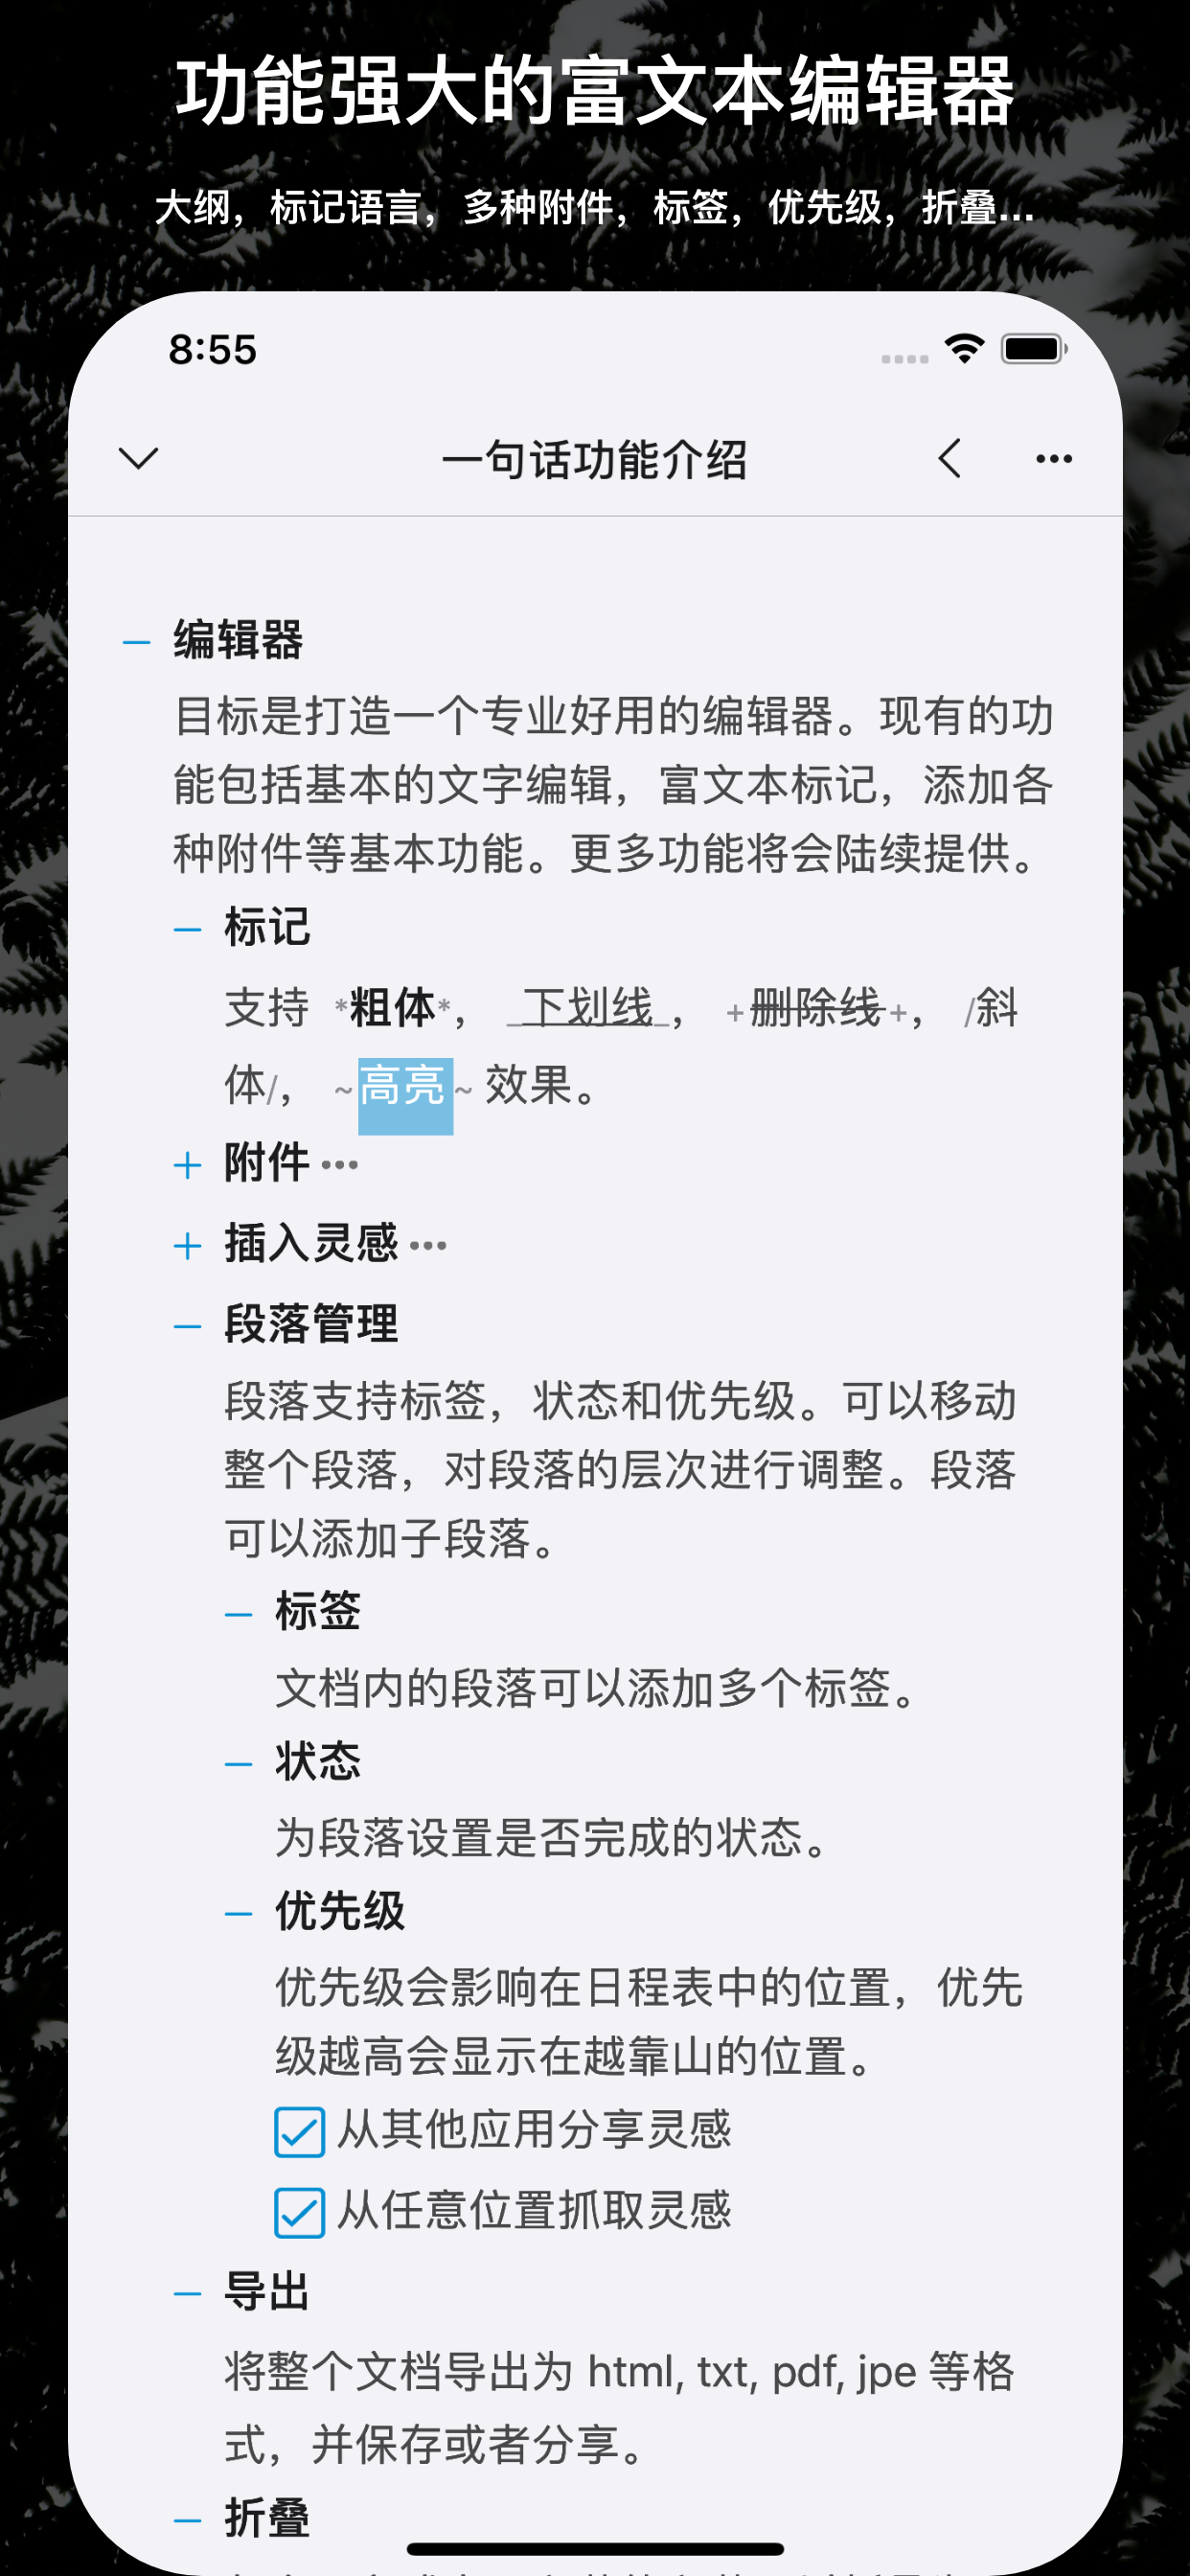 功能强大的富文本编辑器
大纲，标记语言，多种附件，标签，优先级，折叠...
8:55
一句话功能介绍
编辑器
目标是打造一个专业好用的编辑器。现有的功
能包括基本的文字编辑，富文本标记，添加各
种附件等基本功能。更多功能将会陆续提供。
标记
支持 *粗体*， _下划线_， +删除线+， /斜
体/， ~高亮~ 效果。
附件 •••
插入灵感 •••
段落管理
段落支持标签，状态和优先级。可以移动
整个段落，对段落的层次进行调整。段落
可以添加子段落。
标签
文档内的段落可以添加多个标签。
状态
为段落设置是否完成的状态。
优先级
优先级会影响在日程表中的位置，优先
级越高会显示在越靠山的位置。
从其他应用分享灵感
从任意位置抓取灵感
导出
将整个文档导出为 html, txt, pdf, jpe 等格
式，并保存或者分享。
折叠